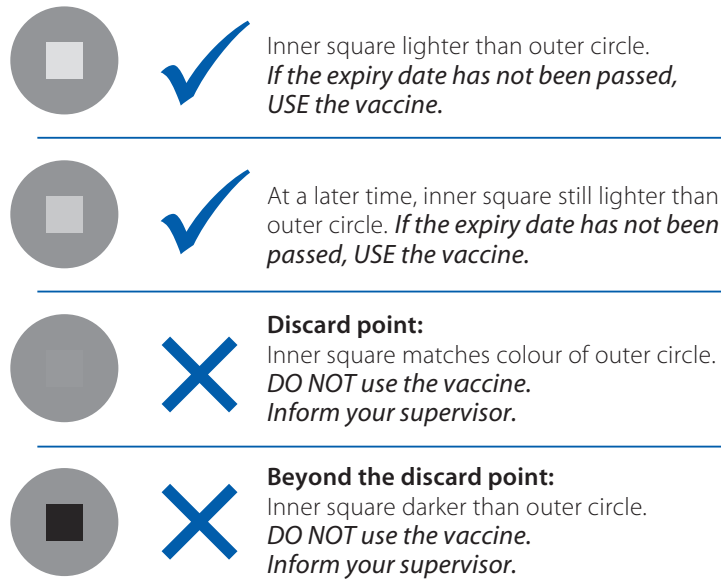 Inner square lighter than outer circle.
If the expiry date has not been passed,
USE the vaccine.
At a later time, inner square still lighter than
outer circle. If the expiry date has not been
passed, USE the vaccine.
Discard point:
Inner square matches colour of outer circle.
DO NOT use the vaccine.
Inform your supervisor.
Beyond the discard point:
Inner square darker than outer circle.
DO NOT use the vaccine.
Inform your supervisor.